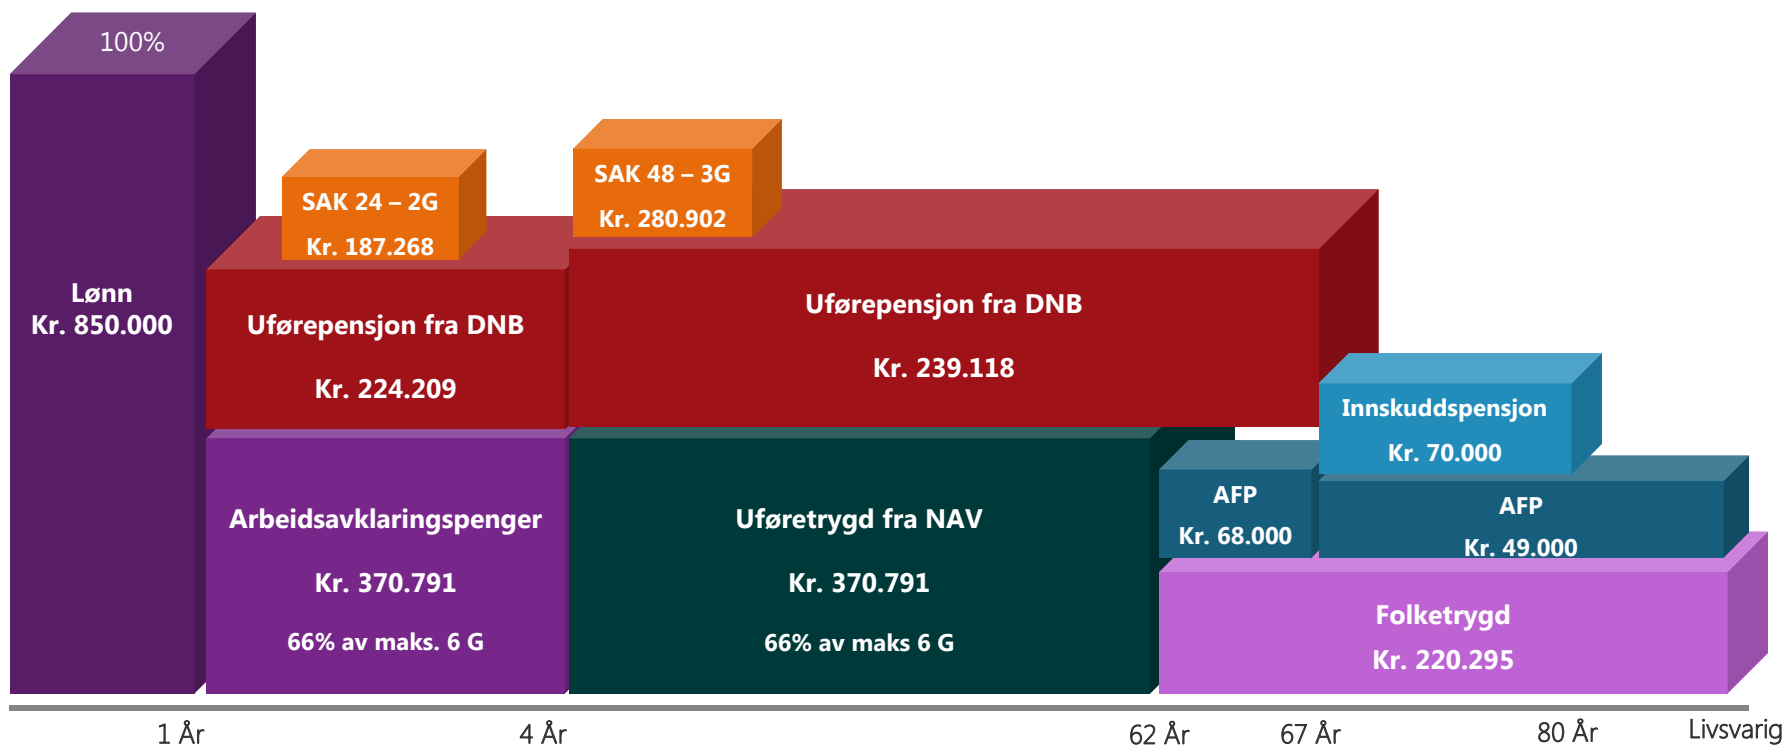 100%
Lønn
Kr. 850.000
SAK 24 – 2G
Kr. 187.268
Uførepensjon fra DNB
Kr. 224.209
Arbeidsavklaringspenger
Kr. 370.791
66% av maks. 6 G
SAK 48 – 3G
Kr. 280.902
Uførepensjon fra DNB
Kr. 239.118
Uføretrygd fra NAV
Kr. 370.791
66% av maks 6 G
Innskuddspensjon
Kr. 70.000
AFP
Kr. 68.000
AFP
Kr. 49.000
Folketrygd
Kr. 220.295
1 År
4 År
62 År
67 År
80 År
Livsvarig